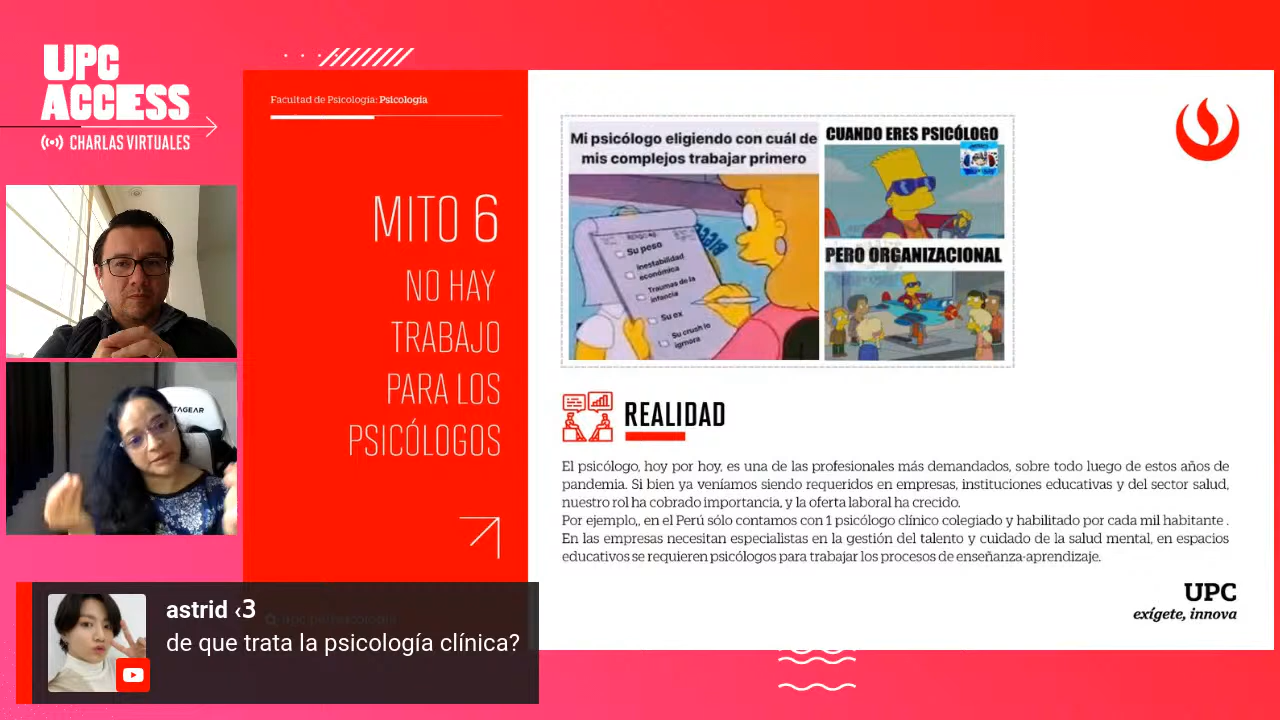 UPC
ACCESS
CHARLAS VIRTUALES
Facultad de Psicología: Psicología
MITO 6
NO HAY
TRABAJO
PARA LOS
PSICÓLOGOS
Mi psicólogo eligiendo con cuál de
mis complejos trabajar primero
Su peso
Inestabilidad
económica
Traumas de la
infancia
Su ex
Su crush lo
ignora
CUANDO ERES PSICÓLOGO
PERO ORGANIZACIONAL
REALIDAD
El psicólogo, hoy por hoy, es una de las profesionales más demandados, sobre todo luego de estos años de
pandemia. Si bien ya veníamos siendo requeridos en empresas, instituciones educativas y del sector salud,
nuestro rol ha cobrado importancia, y la oferta laboral ha crecido.
Por ejemplo,, en el Perú sólo contamos con 1 psicólogo clínico colegiado y habilitado por cada mil habitante .
En las empresas necesitan especialistas en la gestión del talento y cuidado de la salud mental, en espacios
educativos se requieren psicólogos para trabajar los procesos de enseñanza-aprendizaje.
UPC
exígete, innova
astrid ‹3
de que trata la psicología clínica?